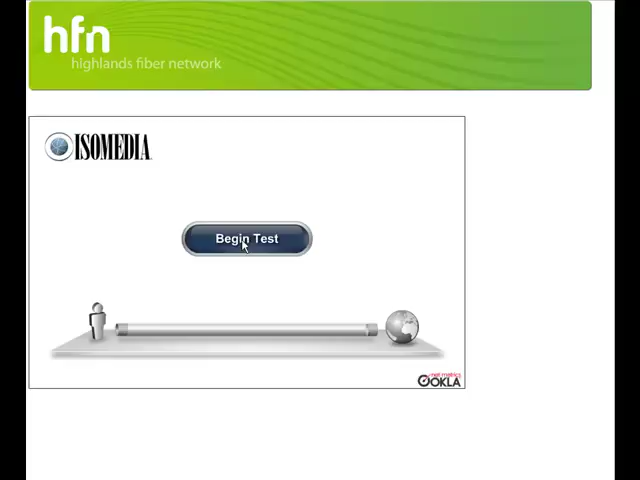 hfn
highlands fiber network
ISOMEDIA
Begin Test
net metrics
OOKLA